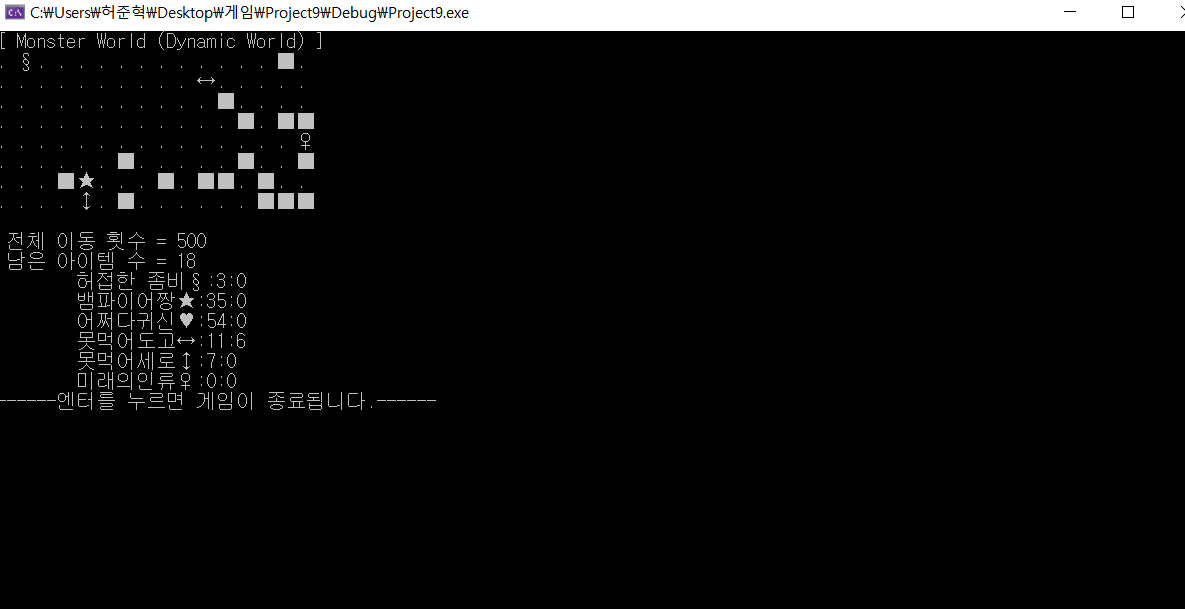 C:₩Users₩허준혁₩Desktop₩게임₩Project9₩Debug₩Project9.exe
[ Monster World (Dynamic World) ]
. § . . . . . . . . . . . . ■ .
. . . . . . . . . . ↔ . . . . .
. . . . . . . . . . . ■ . . . .
. . . . . . . . . . . . ■ . ■ ■
. . . . . . . . . . . . . . . ♀
. . . . . . ■ . . . . . ■ . . ■
. . . ■ ★ . . . ■ . ■ ■ . ■ . .
. . . . ↕ . ■ . . . . . . ■ ■ ■
전체 이동 횟수 = 500
남은 아이템 수 = 18
허접한 좀비§:3:0
뱀파이어짱★:35:0
어쩌다귀신♥:54:0
못먹어도고↔:11:6
못먹어세로↕:7:0
미래의인류♀:0:0
------엔터를 누르면 게임이 종료됩니다.------